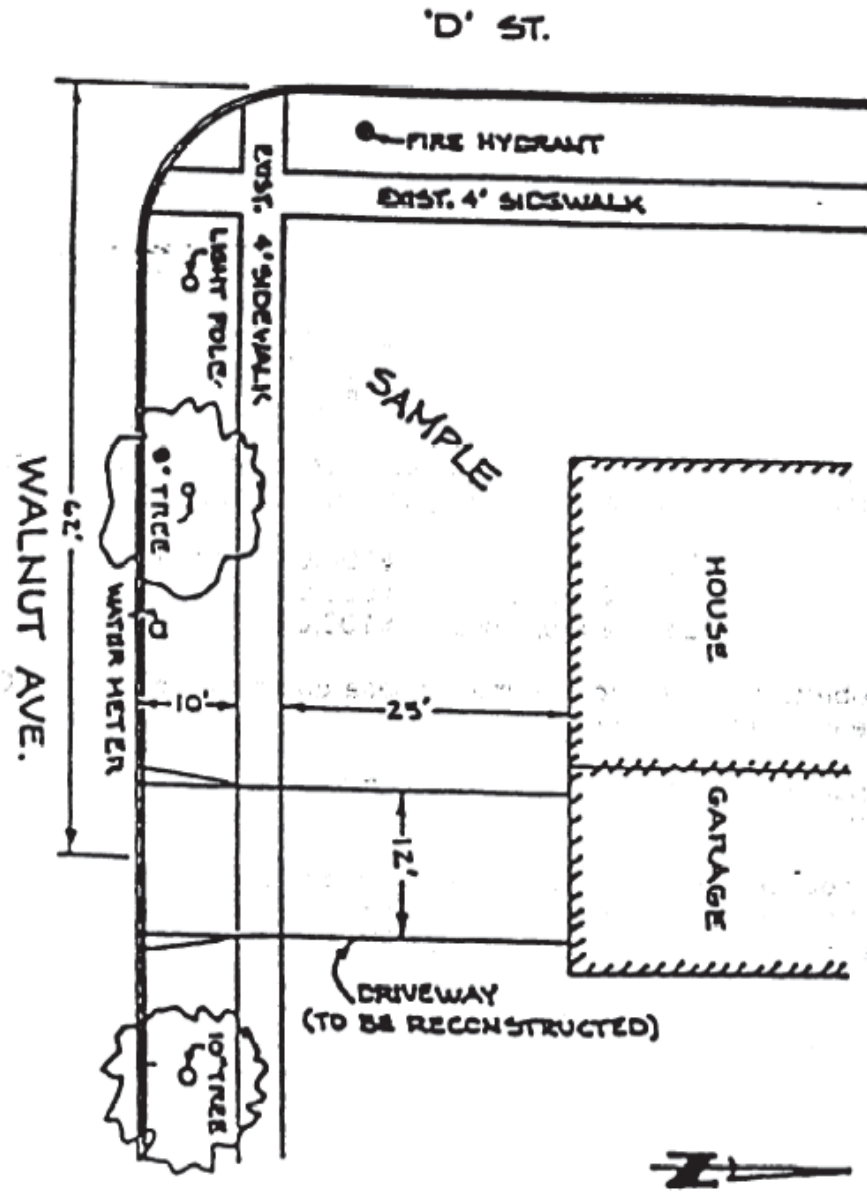 'D' ST.
FIRE HYDRANT
EXIST. 4' SIDEWALK
EXIST. 4' SIDEWALK
LIGHT POLE
SAMPLE
8" TREE
62'
WALNUT AVE.
WATER METER
HOUSE
10'
25'
12'
GARAGE
DRIVEWAY
(TO BE RECONSTRUCTED)
10" TREE
N